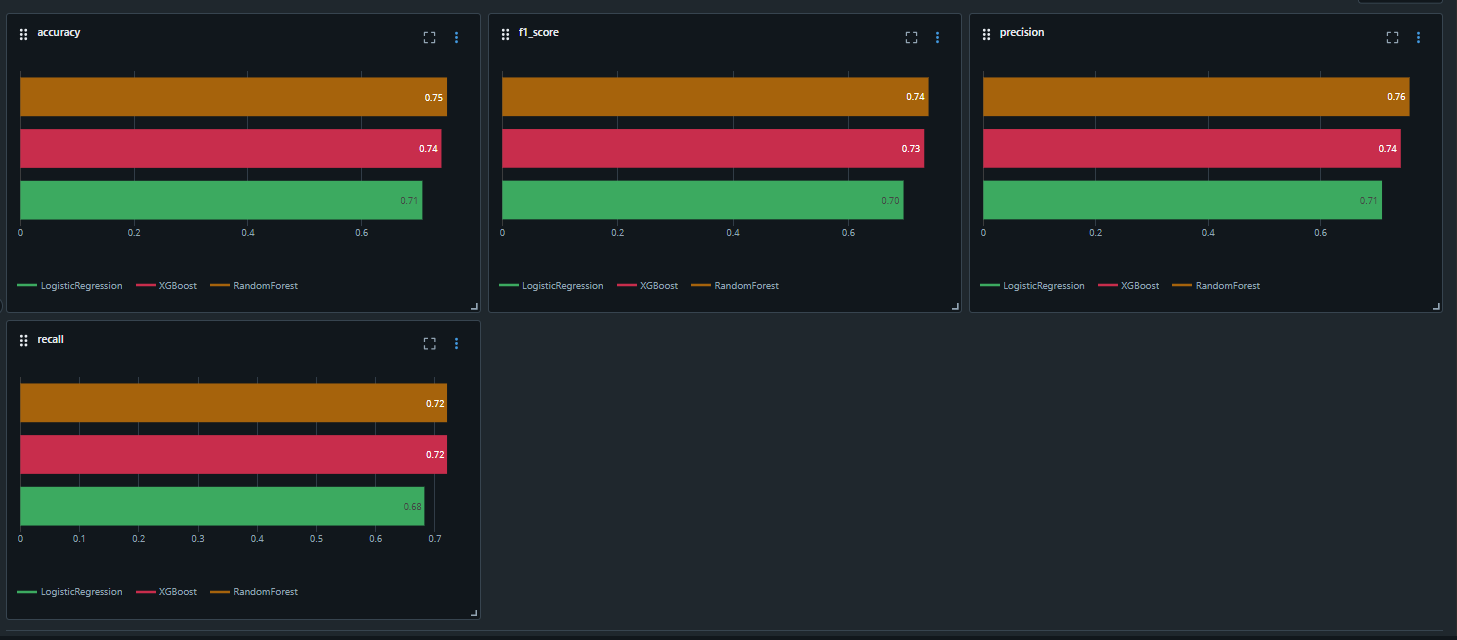 accuracy
0.75
0.74
0.71
0 0.2 0.4 0.6
LogisticRegression XGBoost RandomForest
f1_score
0.74
0.73
0.70
0 0.2 0.4 0.6
LogisticRegression XGBoost RandomForest
precision
0.76
0.74
0.71
0 0.2 0.4 0.6
LogisticRegression XGBoost RandomForest
recall
0.72
0.72
0.68
0 0.1 0.2 0.3 0.4 0.5 0.6 0.7
LogisticRegression XGBoost RandomForest